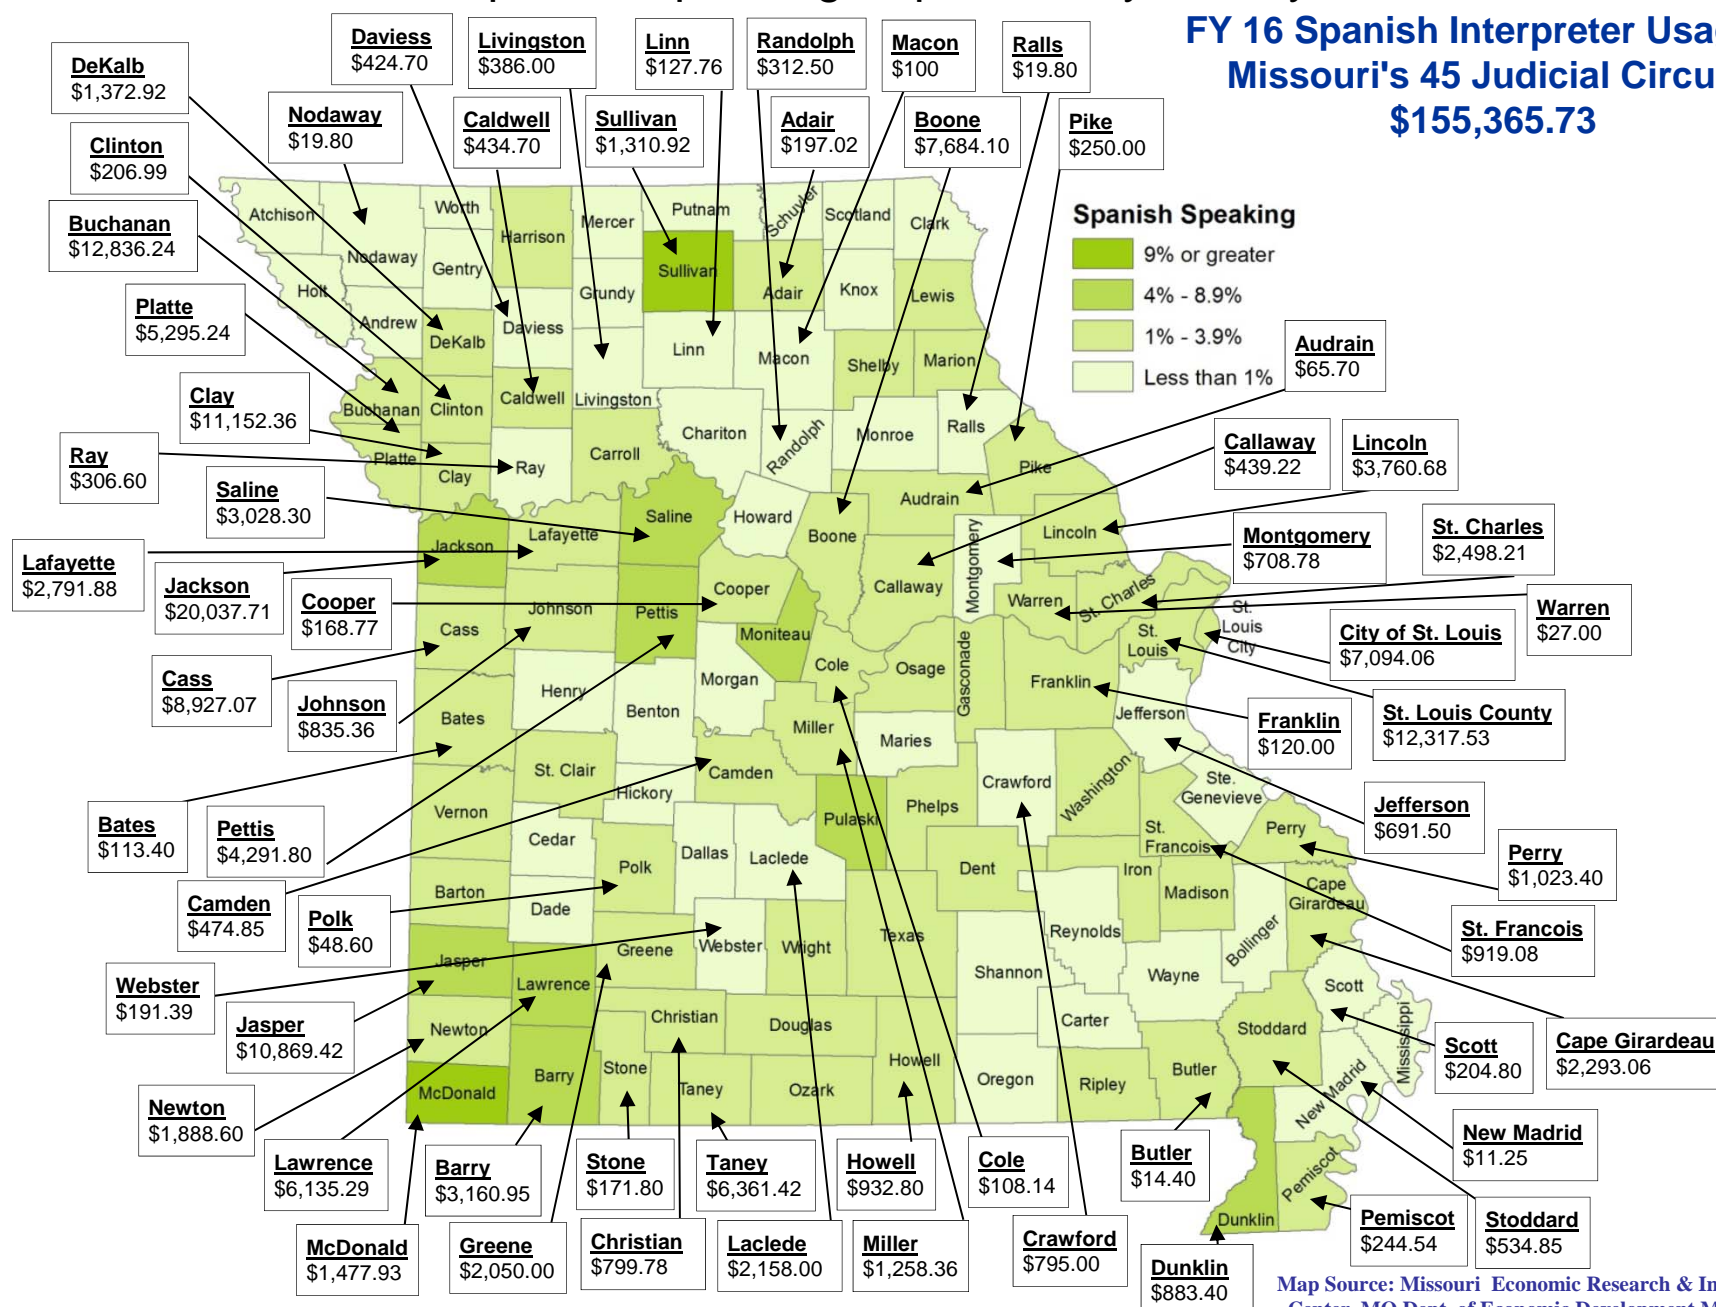 FY 16 Spanish Interpreter Usa
Missouri's 45 Judicial Circu
$155,365.73
DeKalb
$1,372.92
Daviess
$424.70
Livingston
$386.00
Linn
$127.76
Randolph
$312.50
Macon
$100
Ralls
$19.80
Nodaway
$19.80
Caldwell
$434.70
Sullivan
$1,310.92
Adair
$197.02
Boone
$7,684.10
Pike
$250.00
Clinton
$206.99
Buchanan
$12,836.24
Platte
$5,295.24
Clay
$11,152.36
Ray
$306.60
Saline
$3,028.30
Lafayette
$2,791.88
Jackson
$20,037.71
Cooper
$168.77
Cass
$8,927.07
Johnson
$835.36
Bates
$113.40
Pettis
$4,291.80
Camden
$474.85
Polk
$48.60
Webster
$191.39
Jasper
$10,869.42
Newton
$1,888.60
Lawrence
$6,135.29
Barry
$3,160.95
Stone
$171.80
Taney
$6,361.42
Howell
$932.80
Cole
$108.14
Butler
$14.40
McDonald
$1,477.93
Greene
$2,050.00
Christian
$799.78
Laclede
$2,158.00
Miller
$1,258.36
Crawford
$795.00
Dunklin
$883.40
Pemiscot
$244.54
Stoddard
$534.85
New Madrid
$11.25
Scott
$204.80
Cape Girardeau
$2,293.06
St. Francois
$919.08
Perry
$1,023.40
Jefferson
$691.50
Franklin
$120.00
St. Louis County
$12,317.53
City of St. Louis
$7,094.06
Warren
$27.00
St. Charles
$2,498.21
Montgomery
$708.78
Lincoln
$3,760.68
Callaway
$439.22
Audrain
$65.70
Spanish Speaking
9% or greater
4% - 8.9%
1% - 3.9%
Less than 1%
Atchison
Nodaway
Worth
Harrison
Mercer
Putnam
Schuyler
Scotland
Clark
Holt
Gentry
Grundy
Sullivan
Adair
Knox
Lewis
Andrew
DeKalb
Daviess
Linn
Macon
Shelby
Marion
Buchanan
Clinton
Caldwell
Livingston
Chariton
Randolph
Monroe
Ralls
Platte
Clay
Ray
Carroll
Pike
Audrain
Saline
Howard
Boone
Callaway
Montgomery
Lincoln
Jackson
Lafayette
Cooper
Warren
St. Charles
St.
Louis
City
St.
Louis
Johnson
Pettis
Moniteau
Cass
Cole
Osage
Gasconade
Franklin
Jefferson
Henry
Morgan
Benton
Bates
Miller
Maries
St. Clair
Camden
Hickory
Crawford
Washington
Ste.
Genevieve
Vernon
Cedar
Pulaski
Phelps
St.
Francois
Perry
Polk
Dallas
Laclede
Dent
Iron
Madison
Cape
Girardeau
Barton
Dade
Greene
Webster
Wright
Texas
Reynolds
Bollinger
Jasper
Lawrence
Shannon
Wayne
Scott
Mississippi
Newton
Christian
Douglas
Carter
Stoddard
McDonald
Barry
Stone
Taney
Ozark
Howell
Oregon
Ripley
Butler
New Madrid
Pemiscot
Dunklin
Map Source: Missouri Economic Research & In